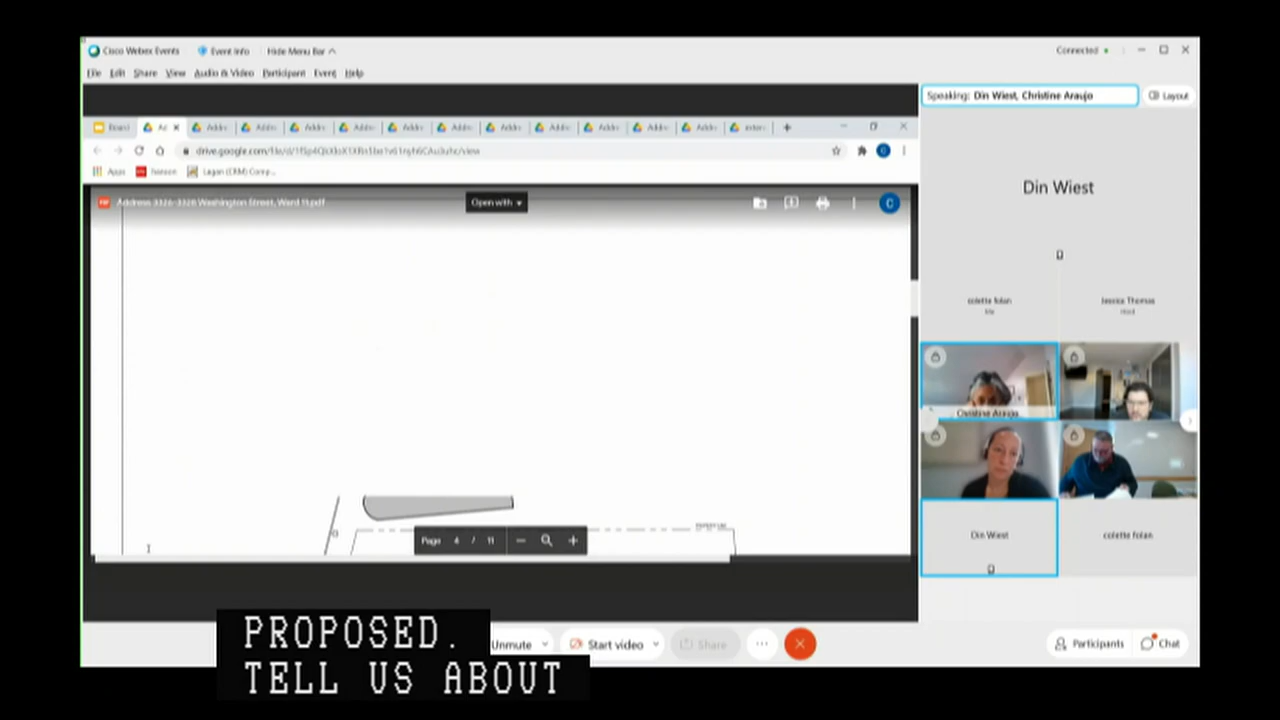 Cisco Webex Events Event Info Hide Menu Bar Connected
File Edit Share View Audio & Video Participant Event Help
Speaking: Din Wiest, Christine Araujo Layout
Apps Lagan (CRM) Comp...
Address 3326-3328 Washington Street, Ward 11.pdf Open with
C
Din Wiest
colette folan
Jessica Thomas
Christine Araujo
Din Wiest
colette folan
Page 4 / 11
Unmute Start video Share Participants Chat
PROPOSED.
TELL US ABOUT